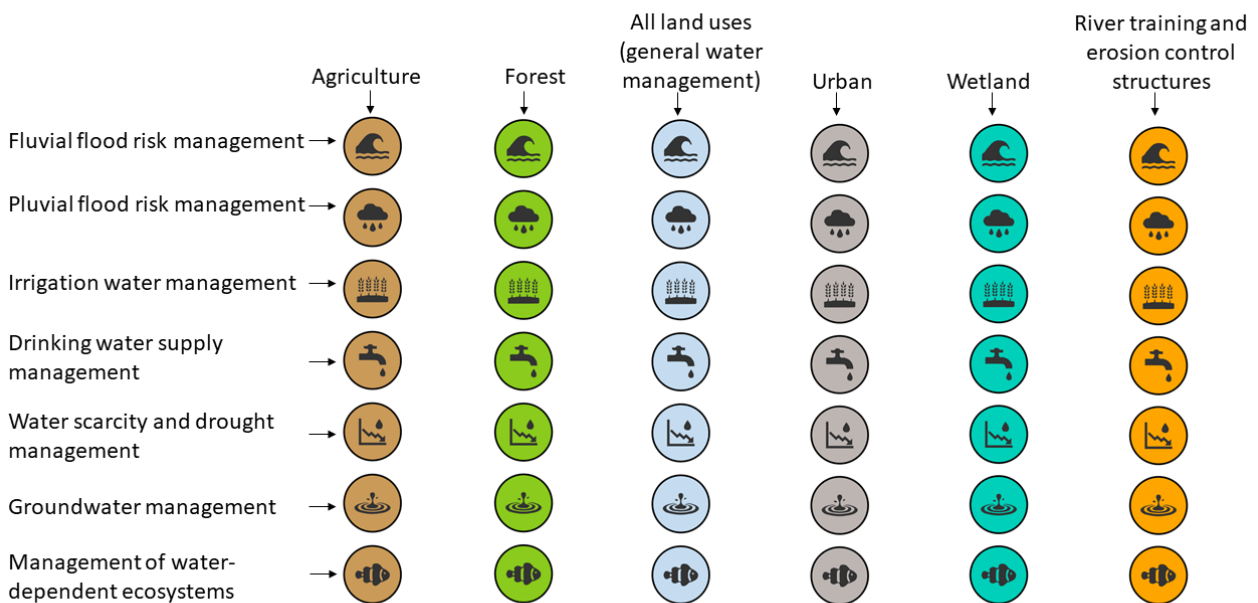 Agriculture
Forest
All land uses
(general water
management)
Urban
Wetland
River training and
erosion control
structures
Fluvial flood risk management
Pluvial flood risk management
Irrigation water management
Drinking water supply
management
Water scarcity and drought
management
Groundwater management
Management of water-
dependent ecosystems